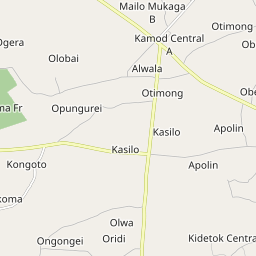 Mailo Mukaga
B
Otimong
Kamod Central
A
Ogera
Olobai
Alwala
Otimong
Opungurei
Kasilo
Apolin
Kasilo
Kongoto
Apolin
Olwa
Ongongei
Oridi
Kidetok Centra